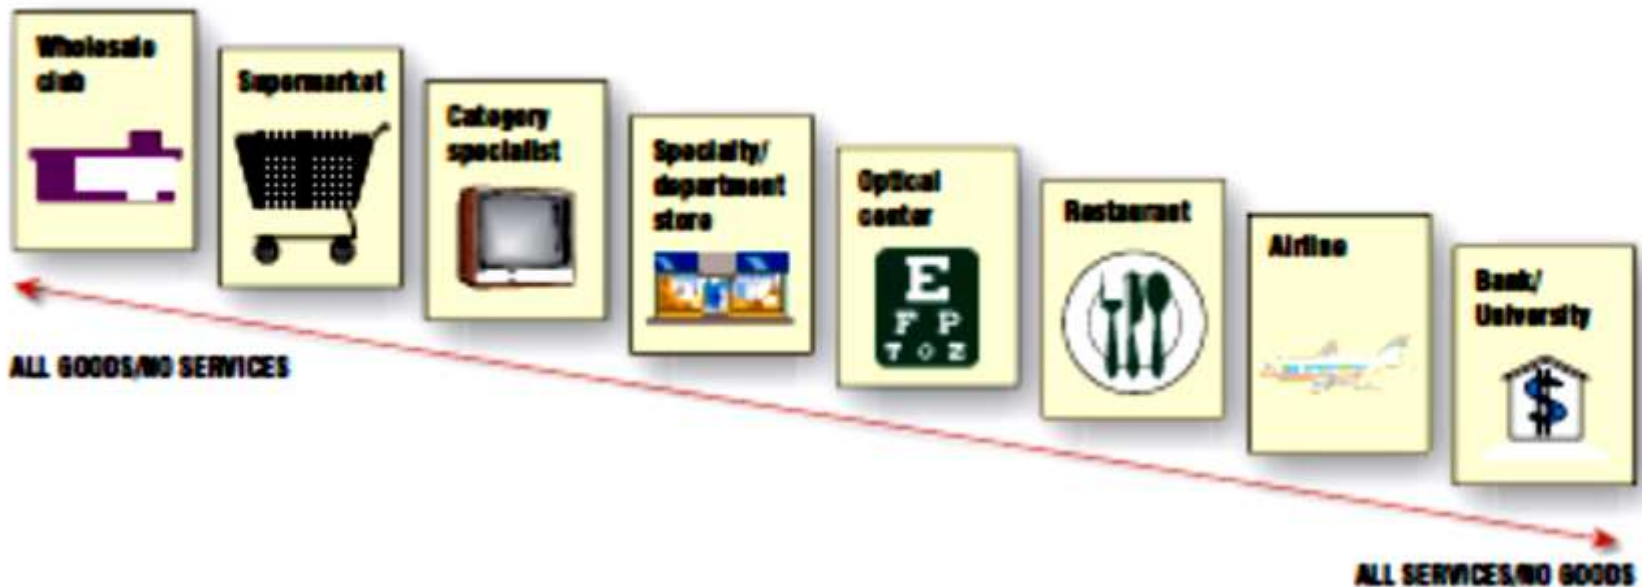 Wholesale
club
Supermarket
Category
specialist
Specialty/
department
store
Optical
center
E
F P
T O Z
Restaurant
Airline
Bank/
University
$
ALL GOODS/NO SERVICES
ALL SERVICES/NO GOODS